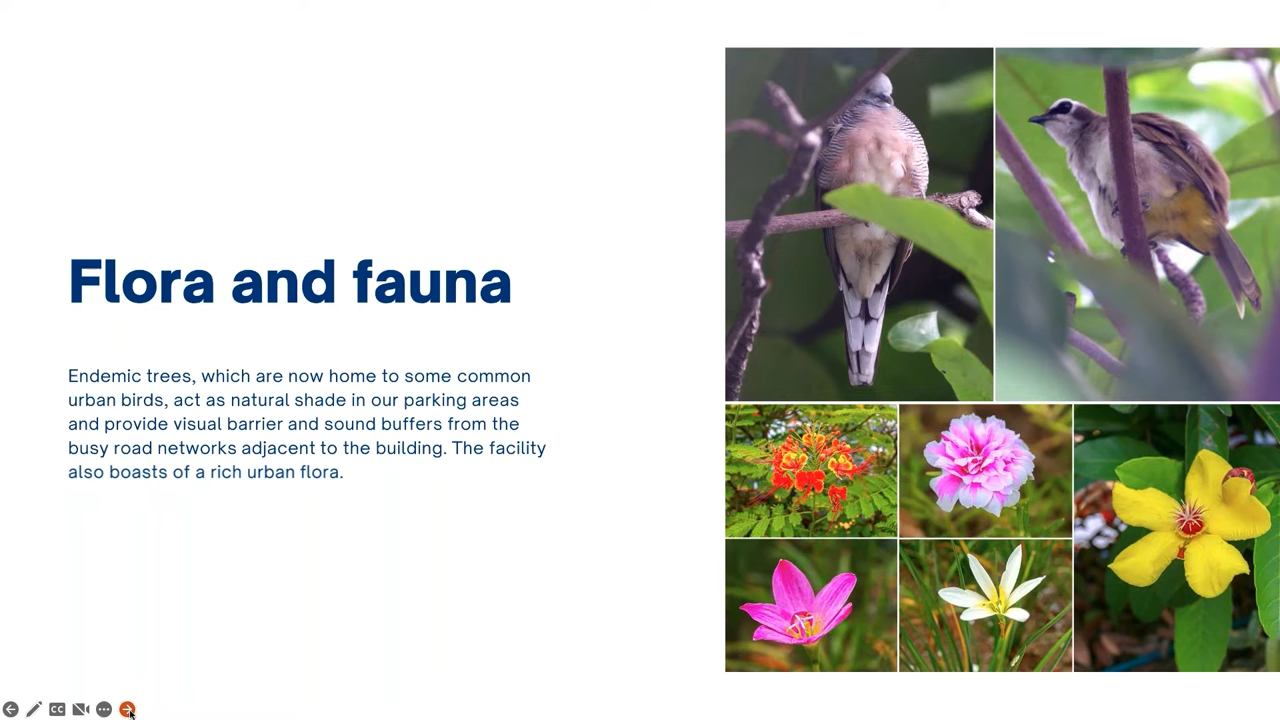 Flora and fauna
Endemic trees, which are now home to some common
urban birds, act as natural shade in our parking areas
and provide visual barrier and sound buffers from the
busy road networks adjacent to the building. The facility
also boasts of a rich urban flora.
CC